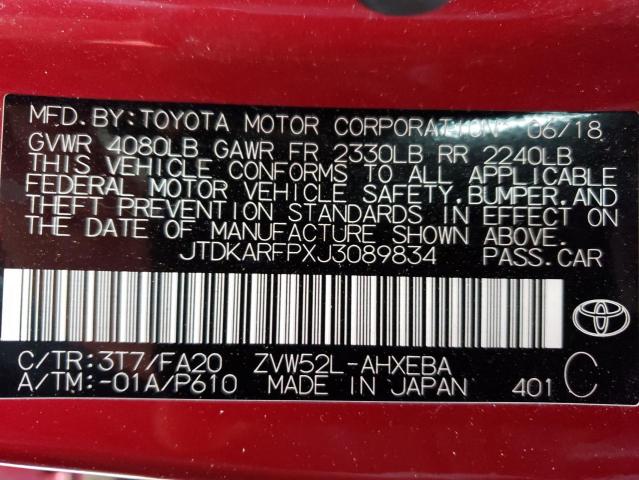 MFD. BY: TOYOTA MOTOR CORPORATION 06/18
GVWR 4080LB GAWR FR 2330LB RR 2240LB
THIS VEHICLE CONFORMS TO ALL APPLICABLE
FEDERAL MOTOR VEHICLE SAFETY, BUMPER, AND
THEFT PREVENTION STANDARDS IN EFFECT ON
THE DATE OF MANUFACTURE SHOWN ABOVE.
JTDKARFPXJ3089834 PASS.CAR
C/TR: 3T7/FA20 ZVW52L-AHXEBA
A/TM: -01A/P610 MADE IN JAPAN 401 C